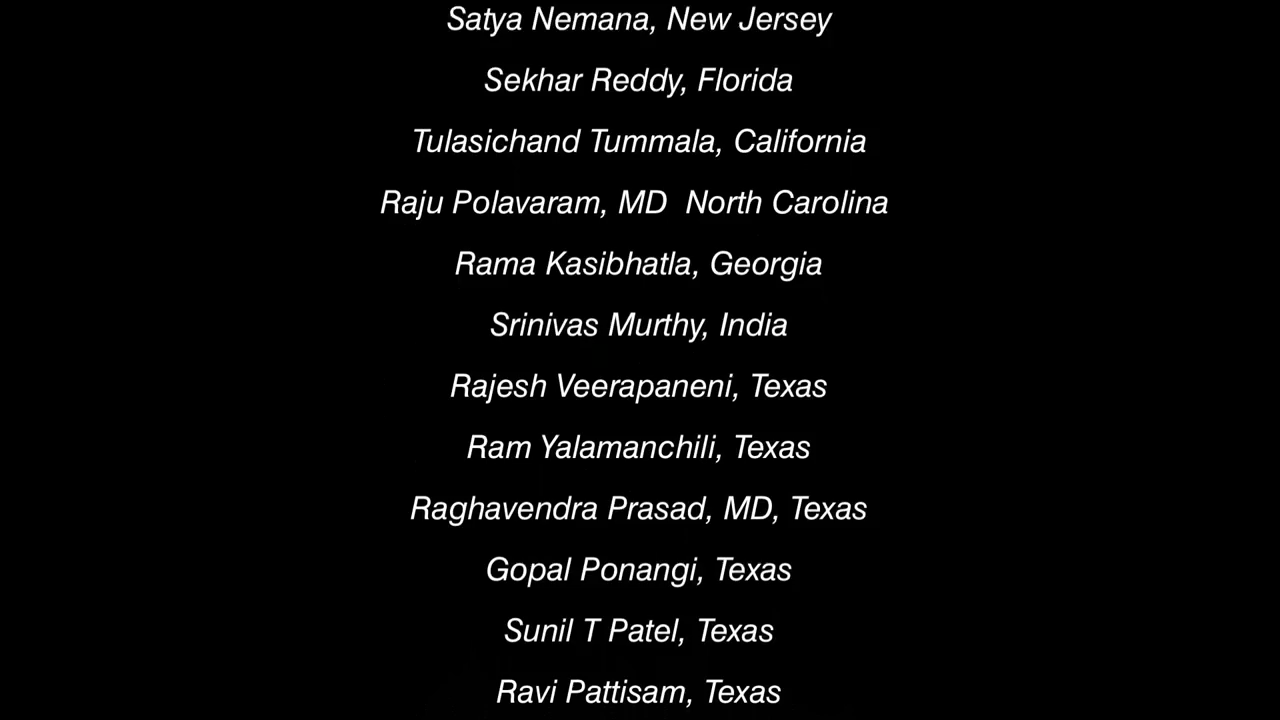 Satya Nemana, New Jersey
Sekhar Reddy, Florida
Tulasichand Tummala, California
Raju Polavaram, MD  North Carolina
Rama Kasibhatla, Georgia
Srinivas Murthy, India
Rajesh Veerapaneni, Texas
Ram Yalamanchili, Texas
Raghavendra Prasad, MD, Texas
Gopal Ponangi, Texas
Sunil T Patel, Texas
Ravi Pattisam, Texas